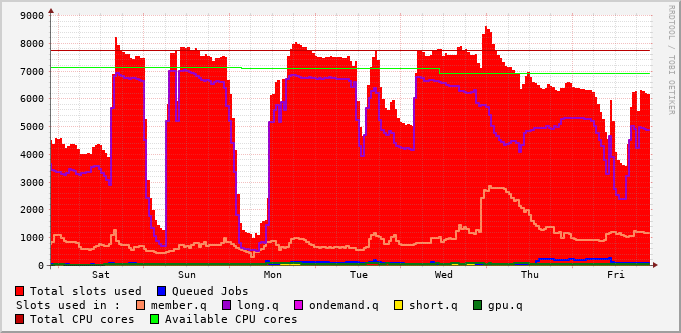 9000
8000
7000
6000
5000
4000
3000
2000
1000
0
Sat Sun Mon Tue Wed Thu Fri
RRDTOOL / TOBI OETIKER
Total slots used Queued Jobs
Slots used in : member.q long.q ondemand.q short.q gpu.q
Total CPU cores Available CPU cores